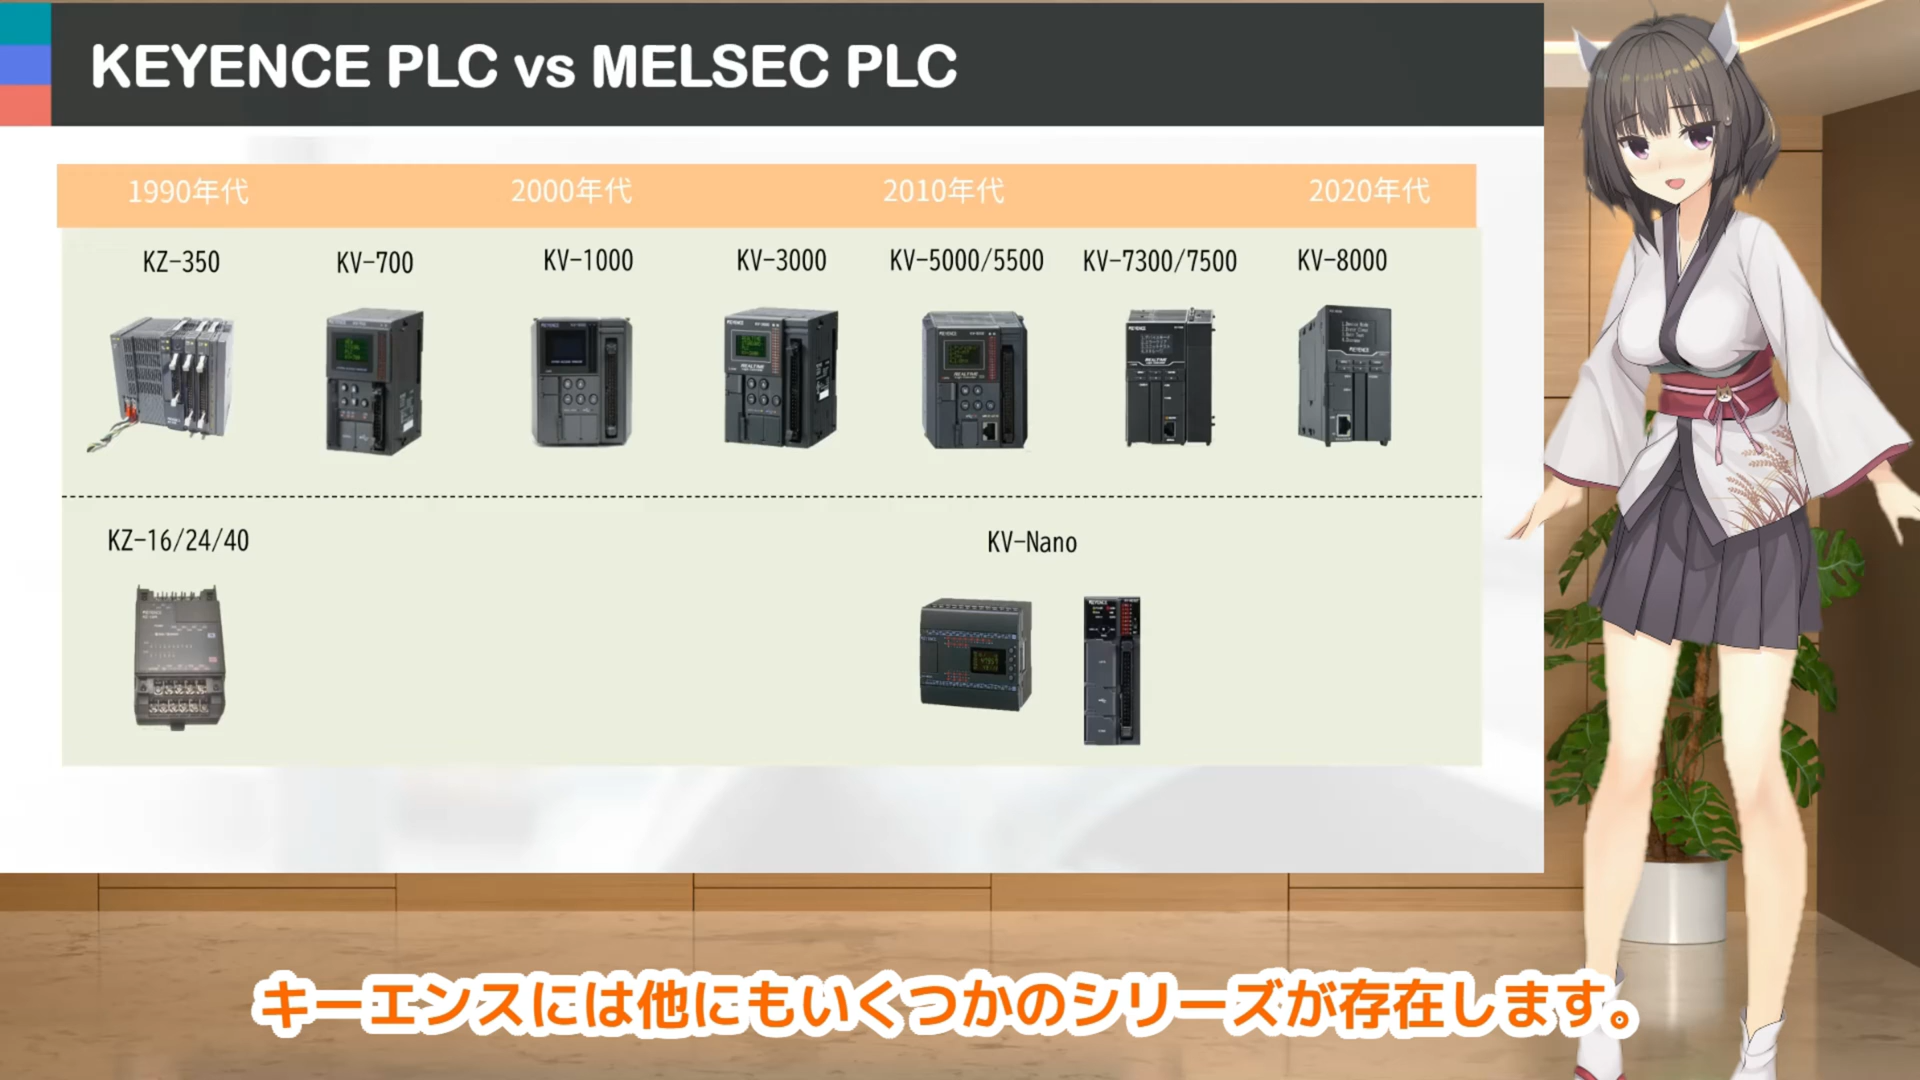 KEYENCE PLC vs MELSEC PLC
1990年代 2000年代 2010年代 2020年代
KZ-350 KV-700 KV-1000 KV-3000 KV-5000/5500 KV-7300/7500 KV-8000
KZ-16/24/40 KV-Nano
キーエンスには他にもいくつかのシリーズが存在します。